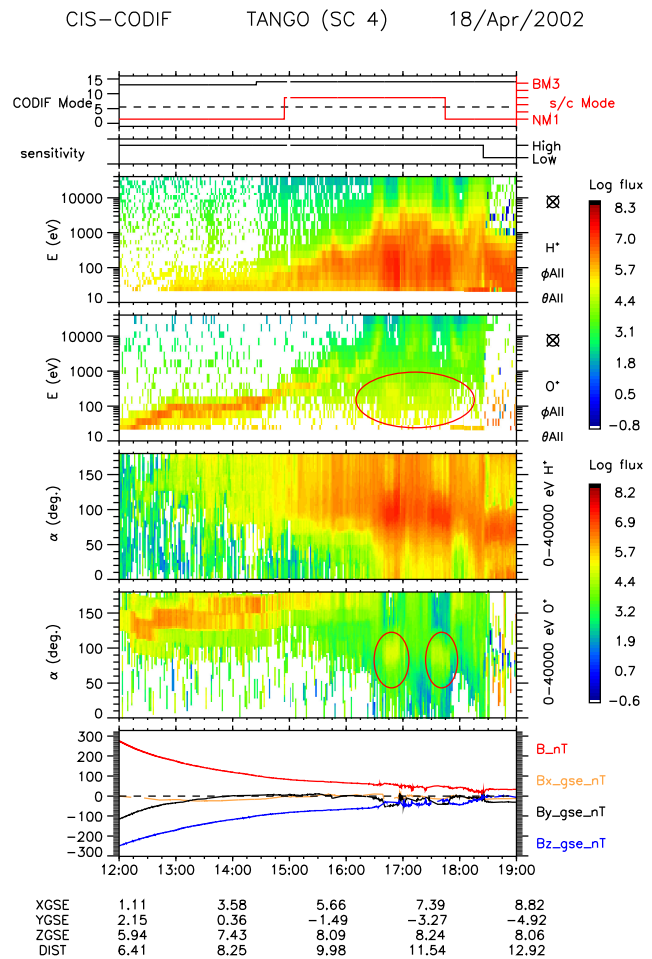 CIS-CODIF TANGO (SC 4) 18/Apr/2002
15
10
5
0
CODIF Mode
BM3
s/c Mode
NM1
sensitivity
High
Low
10000
1000
100
10
E (eV)
H+
ϕAll
θAll
Log flux
8.3
7.0
5.7
4.4
3.1
1.8
0.5
−0.8
10000
1000
100
10
E (eV)
O+
ϕAll
θAll
150
100
50
0
α (deg.)
0−40000 eV H+
Log flux
8.2
6.9
5.7
4.4
3.2
1.9
0.7
−0.6
150
100
50
0
α (deg.)
0−40000 eV O+
300
200
100
0
−100
−200
−300
B_nT
Bx_gse_nT
By_gse_nT
Bz_gse_nT
12:00 13:00 14:00 15:00 16:00 17:00 18:00 19:00
XGSE 1.11 3.58 5.66 7.39 8.82
YGSE 2.15 0.36 −1.49 −3.27 −4.92
ZGSE 5.94 7.43 8.09 8.24 8.06
DIST 6.41 8.25 9.98 11.54 12.92